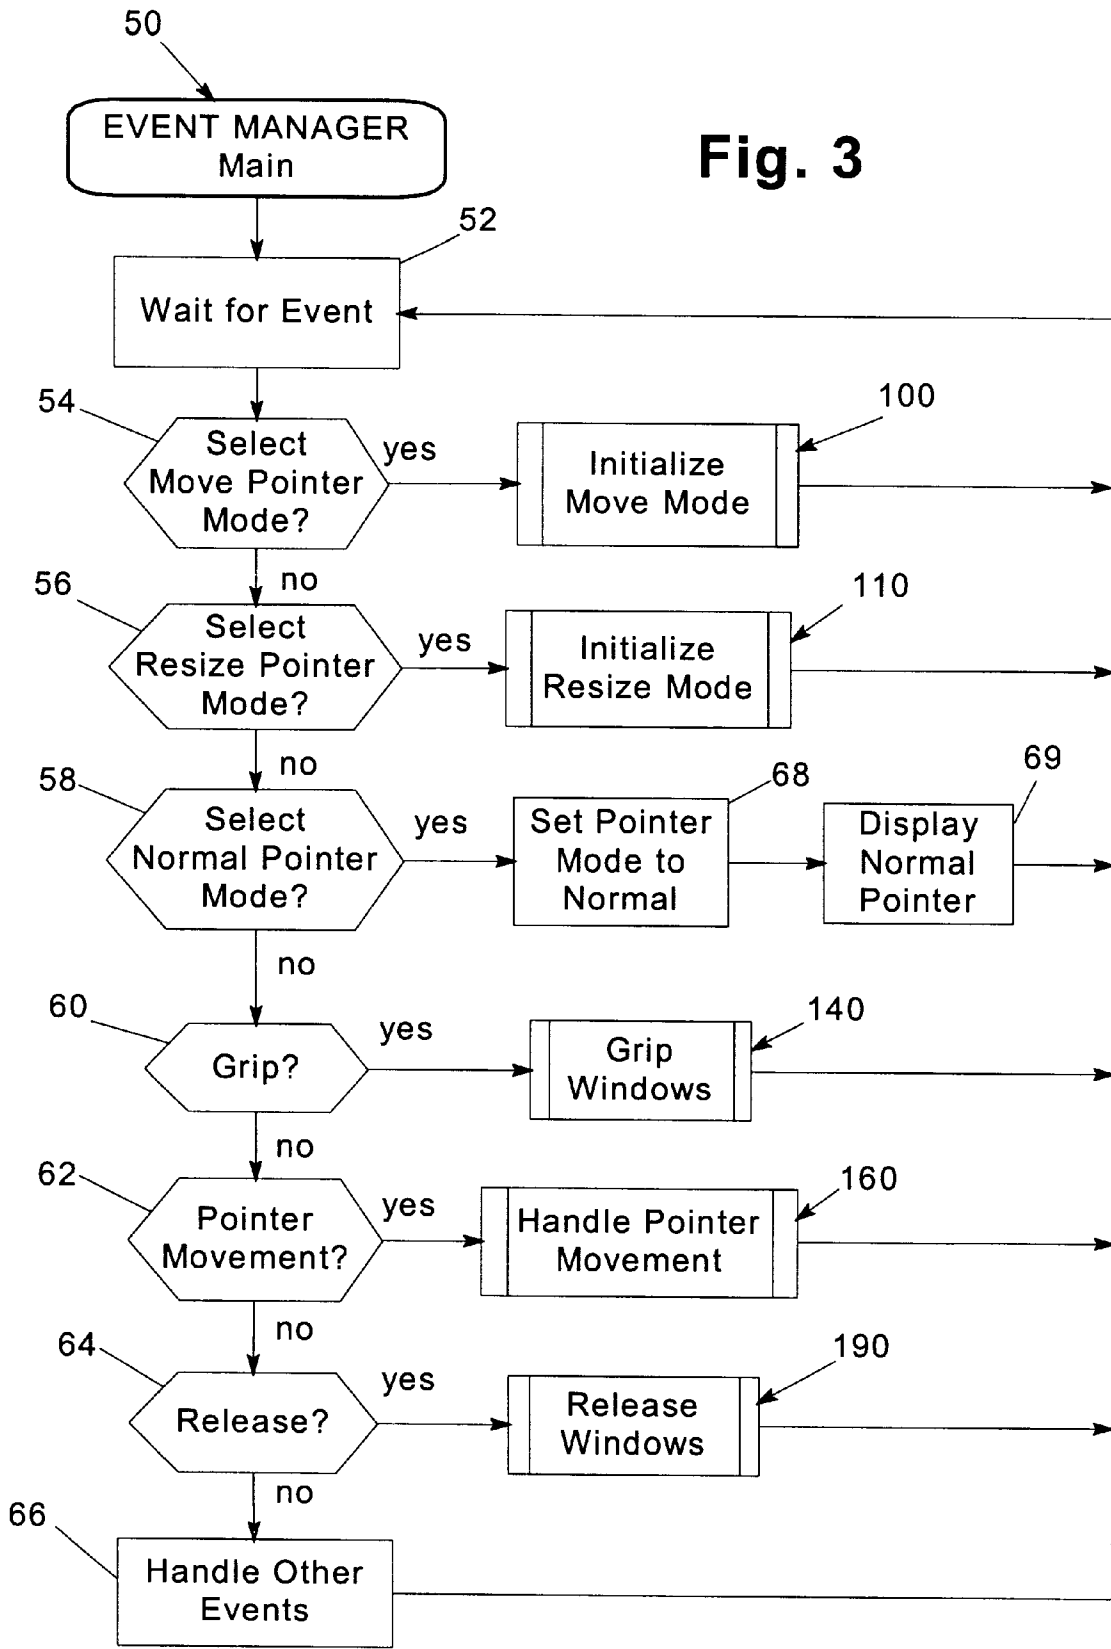 50
EVENT MANAGER
Main
Fig. 3
52
Wait for Event
54
Select
Move Pointer
Mode?
yes
100
Initialize
Move Mode
no
56
Select
Resize Pointer
Mode?
yes
110
Initialize
Resize Mode
no
58
Select
Normal Pointer
Mode?
yes
68
Set Pointer
Mode to
Normal
69
Display
Normal
Pointer
no
60
Grip?
yes
140
Grip
Windows
no
62
Pointer
Movement?
yes
160
Handle Pointer
Movement
no
64
Release?
yes
190
Release
Windows
no
66
Handle Other
Events